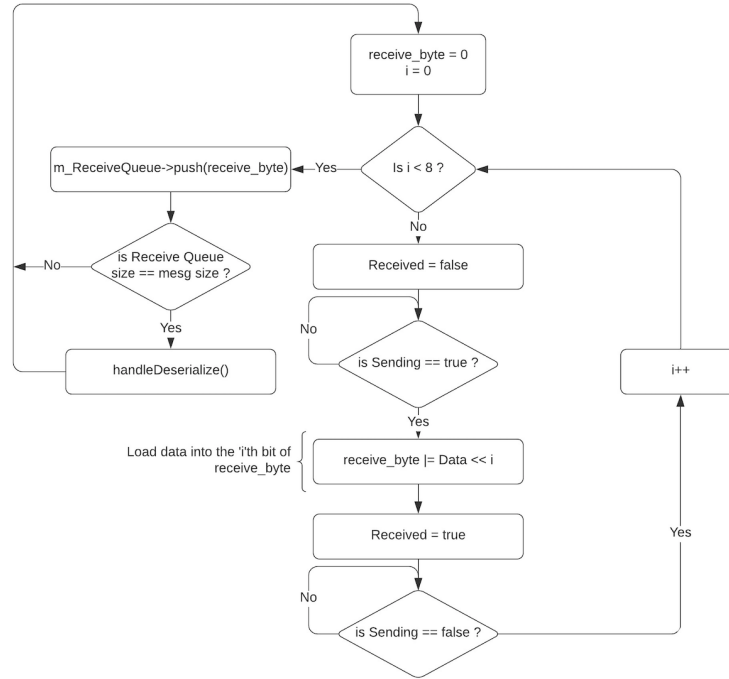 receive_byte = 0
i = 0
m_ReceiveQueue->push(receive_byte)
Yes
Is i < 8 ?
No
is Receive Queue
size == mesg size ?
No
Received = false
Yes
No
handleDeserialize()
is Sending == true ?
i++
Yes
Load data into the 'i'th bit of
receive_byte
receive_byte |= Data << i
Received = true
Yes
No
is Sending == false ?